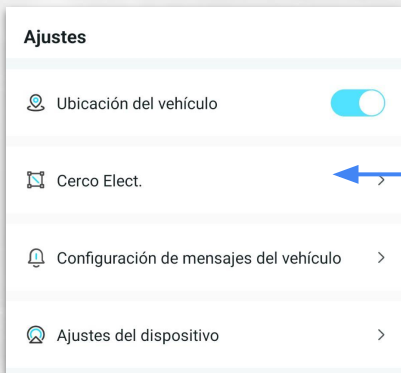 Ajustes
Ubicación del vehículo
Cerco Elect.
Configuración de mensajes del vehículo
Ajustes del dispositivo